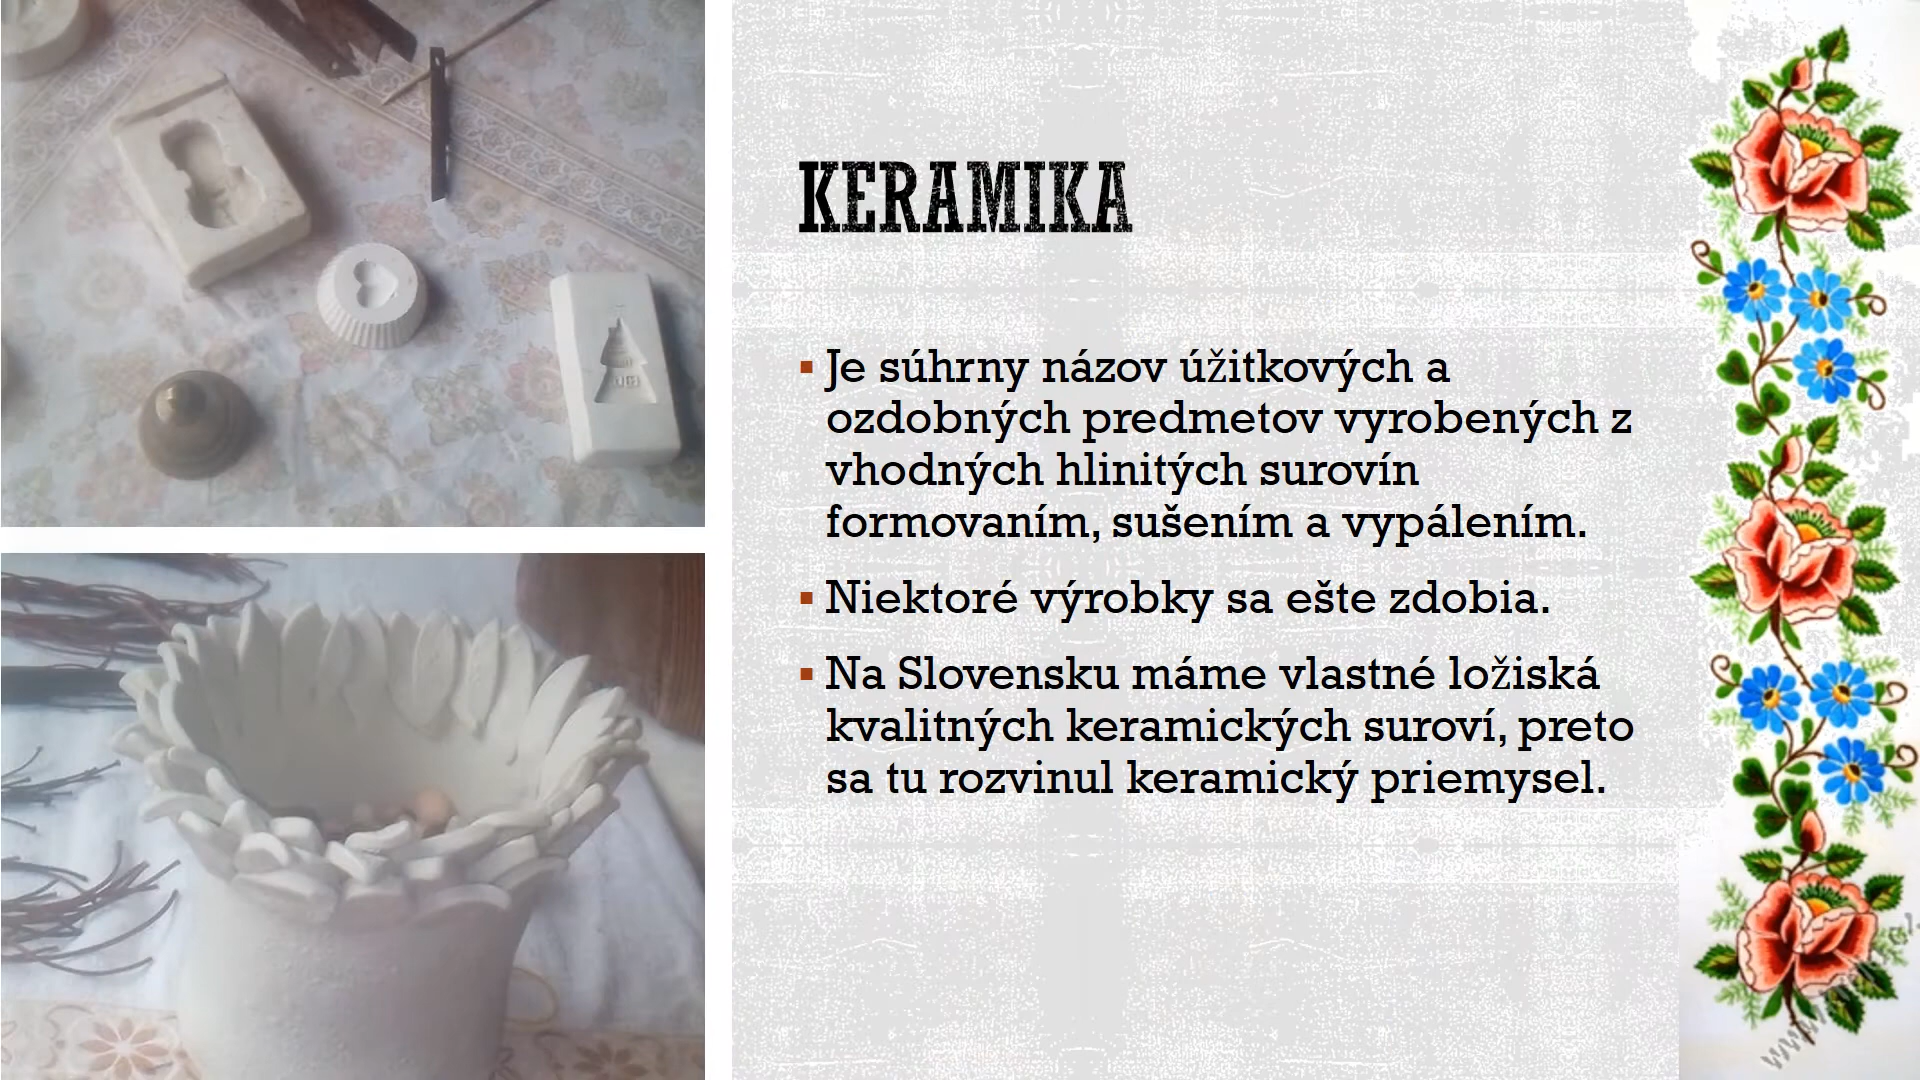 KERAMIKA
Je súhrny názov úžitkových a
ozdobných predmetov vyrobených z
vhodných hlinitých surovín
formovaním, sušením a vypálením.
Niektoré výrobky sa ešte zdobia.
Na Slovensku máme vlastné ložiská
kvalitných keramických suroví, preto
sa tu rozvinul keramický priemysel.